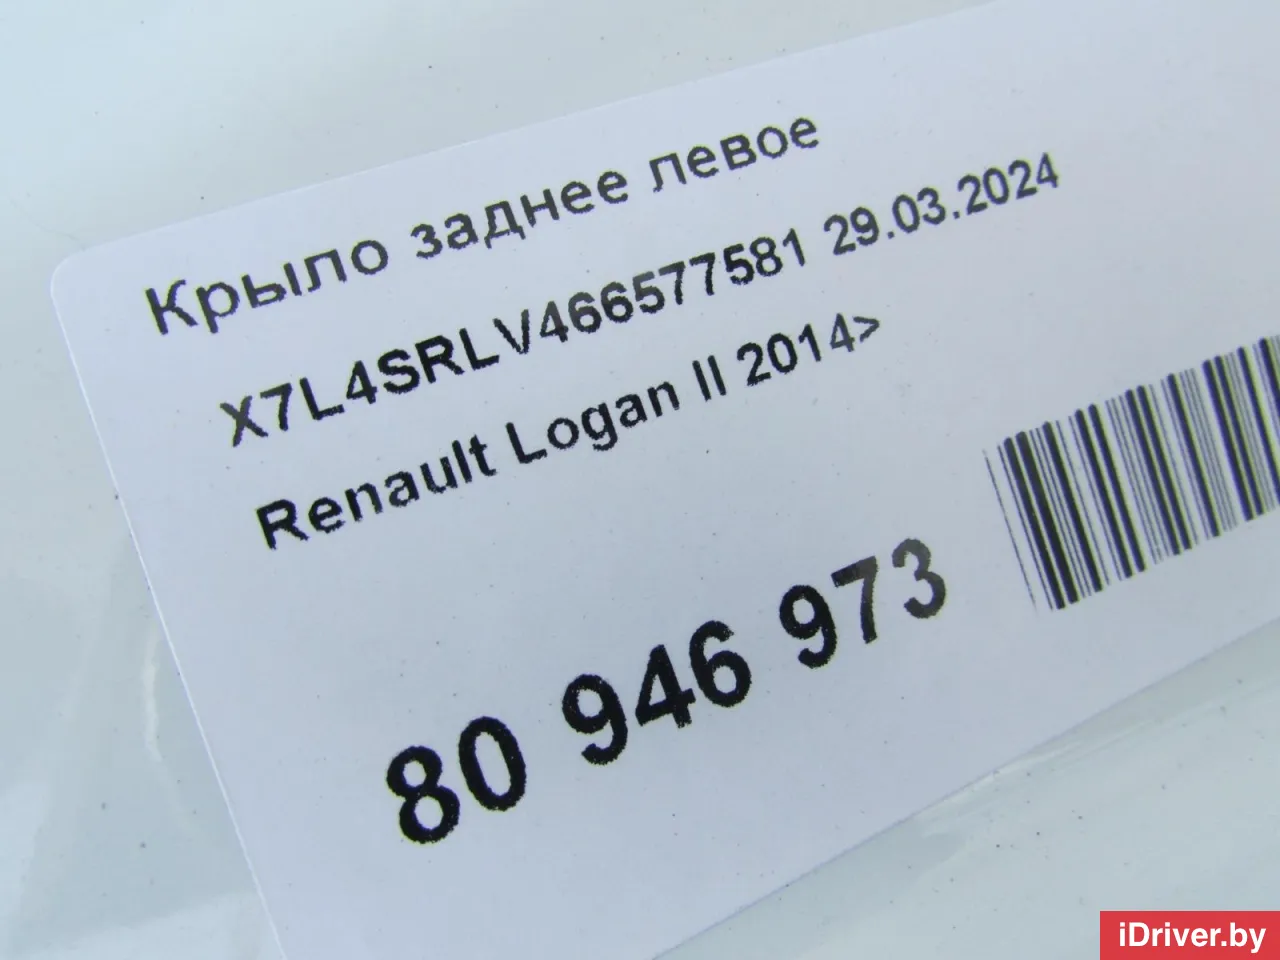 Крыло заднее левое
X7L4SRLV466577581 29.03.2024
Renault Logan II 2014>
80 946 973
iDriver.by